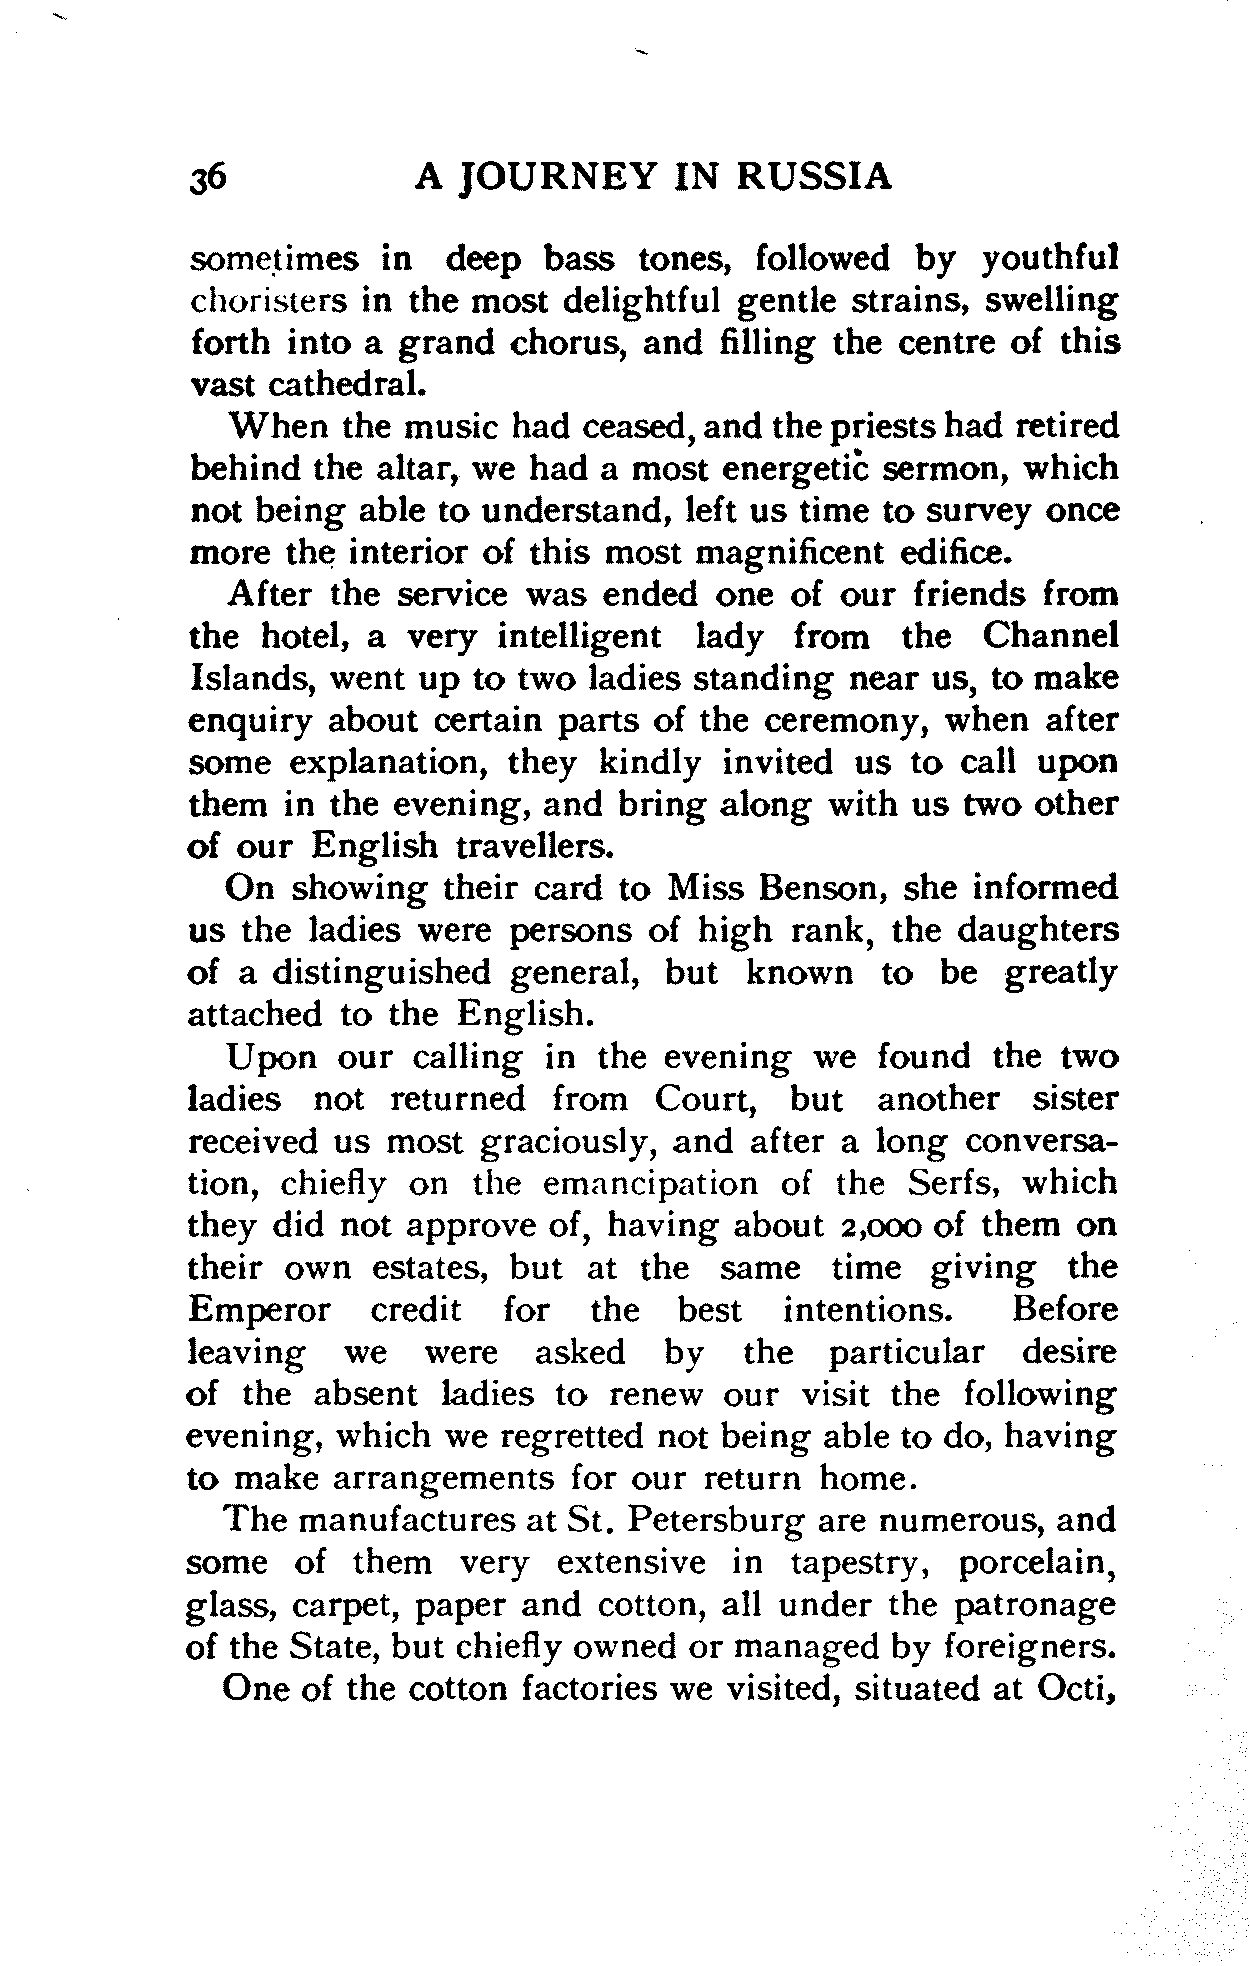 36 A JOURNEY IN RUSSIA
sometimes in deep bass tones, followed by youthful
choristers in the most delightful gentle strains, swelling
forth into a grand chorus, and filling the centre of this
vast cathedral.
When the music had ceased, and the priests had retired
behind the altar, we had a most energetic sermon, which
not being able to understand, left us time to survey once
more the interior of this most magnificent edifice.
After the service was ended one of our friends from
the hotel, a very intelligent lady from the Channel
Islands, went up to two ladies standing near us, to make
enquiry about certain parts of the ceremony, when after
some explanation, they kindly invited us to call upon
them in the evening, and bring along with us two other
of our English travellers.
On showing their card to Miss Benson, she informed
us the ladies were persons of high rank, the daughters
of a distinguished general, but known to be greatly
attached to the English.
Upon our calling in the evening we found the two
ladies not returned from Court, but another sister
received us most graciously, and after a long conversa-
tion, chiefly on the emancipation of the Serfs, which
they did not approve of, having about 2,000 of them on
their own estates, but at the same time giving the
Emperor credit for the best intentions. Before
leaving we were asked by the particular desire
of the absent ladies to renew our visit the following
evening, which we regretted not being able to do, having
to make arrangements for our return home.
The manufactures at St. Petersburg are numerous, and
some of them very extensive in tapestry, porcelain,
glass, carpet, paper and cotton, all under the patronage
of the State, but chiefly owned or managed by foreigners.
One of the cotton factories we visited, situated at Octi,